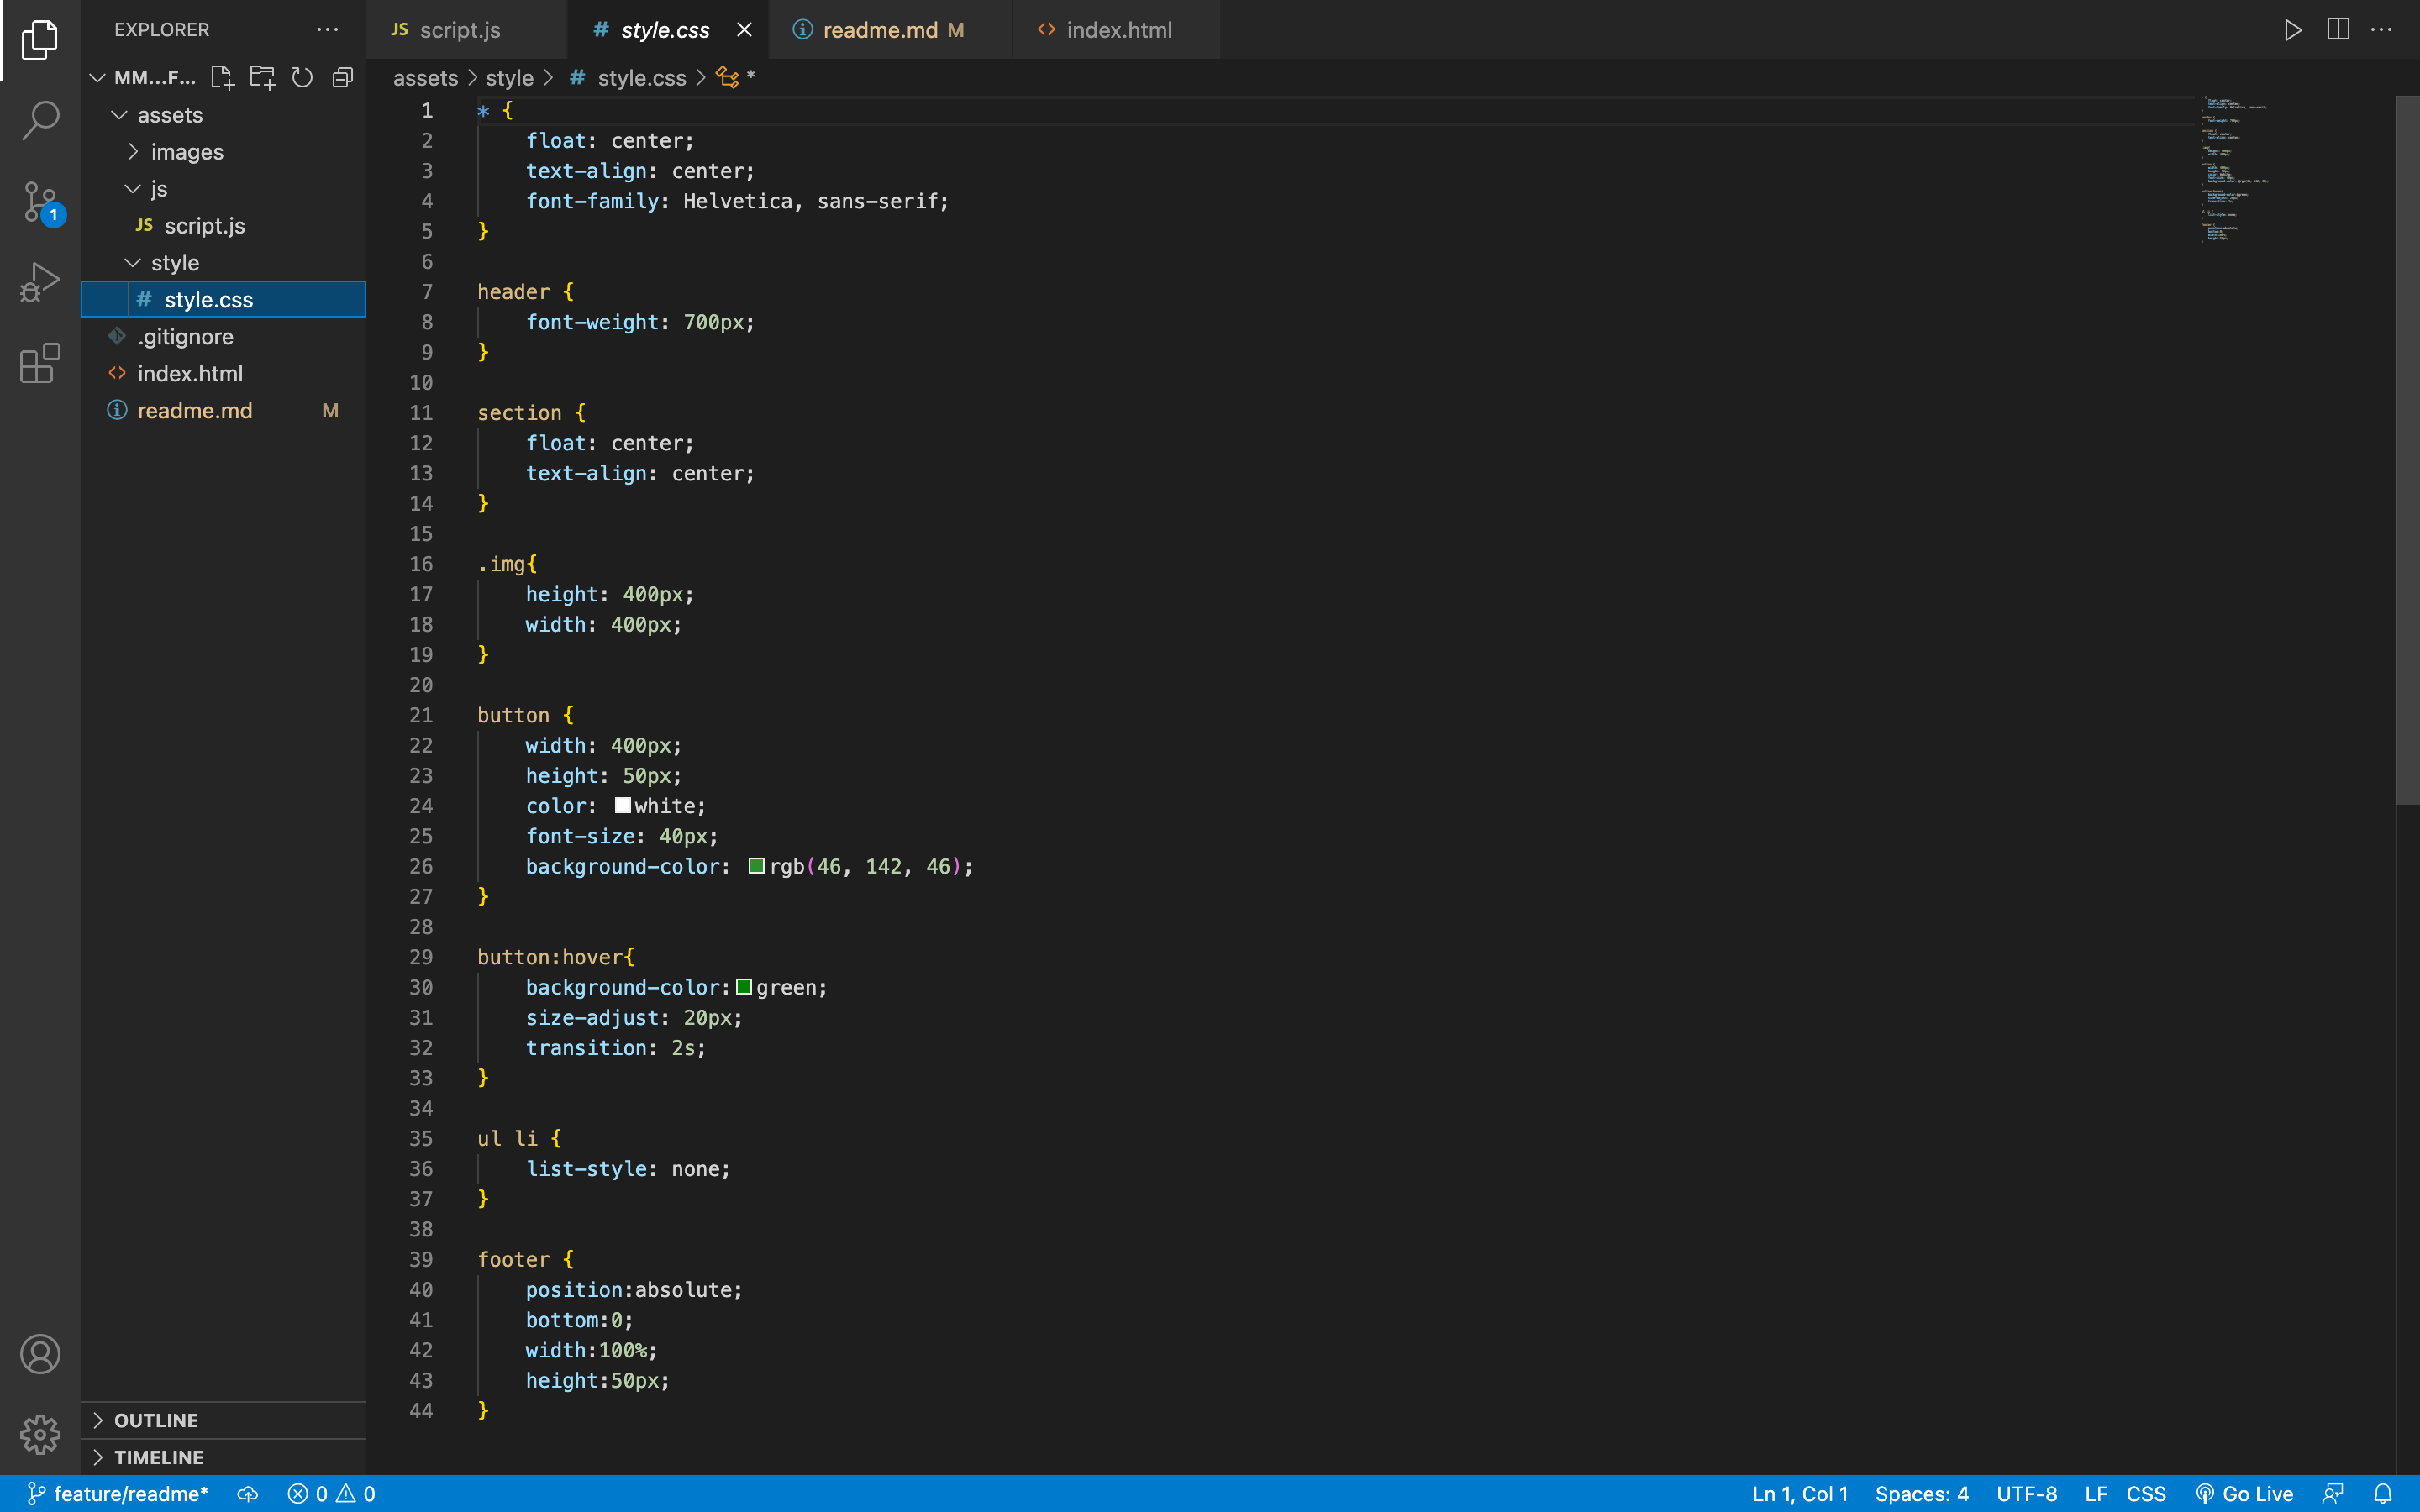 EXPLORER
MM...F...
assets
images
js
JS script.js
style
# style.css
.gitignore
index.html
readme.md M
OUTLINE
TIMELINE
JS script.js
# style.css
readme.md M
index.html
assets > style > # style.css > *
1 * {
2 float: center;
3 text-align: center;
4 font-family: Helvetica, sans-serif;
5 }
6
7 header {
8 font-weight: 700px;
9 }
10
11 section {
12 float: center;
13 text-align: center;
14 }
15
16 .img{
17 height: 400px;
18 width: 400px;
19 }
20
21 button {
22 width: 400px;
23 height: 50px;
24 color: white;
25 font-size: 40px;
26 background-color: rgb(46, 142, 46);
27 }
28
29 button:hover{
30 background-color:green;
31 size-adjust: 20px;
32 transition: 2s;
33 }
34
35 ul li {
36 list-style: none;
37 }
38
39 footer {
40 position:absolute;
41 bottom:0;
42 width:100%;
43 height:50px;
44 }
1
feature/readme* 0 0
Ln 1, Col 1 Spaces: 4 UTF-8 LF CSS Go Live